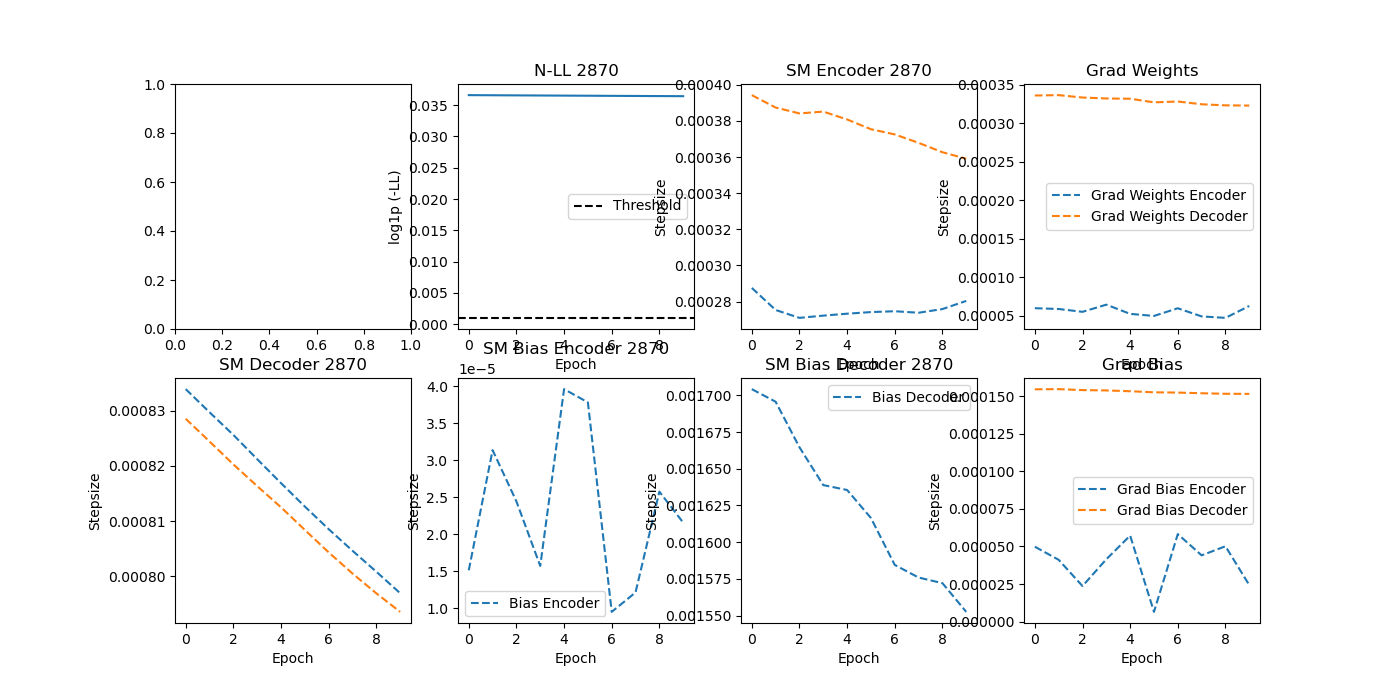 N-LL 2870
SM Encoder 2870
Grad Weights
1.0
0.8
0.6
0.4
0.2
0.0
0.0 0.2 0.4 0.6 0.8 1.0
log1p (-LL)
0.035
0.030
0.025
0.020
0.015
0.010
0.005
0.000
Threshold
0 2 4 6 8
Epoch
Stepsize
0.00040
0.00038
0.00036
0.00034
0.00032
0.00030
0.00028
0 2 4 6 8
Epoch
Stepsize
0.00035
0.00030
0.00025
0.00020
0.00015
0.00010
0.00005
Grad Weights Encoder
Grad Weights Decoder
0 2 4 6 8
Epoch
SM Decoder 2870
SM Bias Encoder 2870
SM Bias Decoder 2870
Grad Bias
Stepsize
0.00083
0.00082
0.00081
0.00080
0 2 4 6 8
Epoch
Stepsize
1e−5
4.0
3.5
3.0
2.5
2.0
1.5
1.0
Bias Encoder
0 2 4 6 8
Epoch
Stepsize
0.001700
0.001675
0.001650
0.001625
0.001600
0.001575
0.001550
Bias Decoder
0 2 4 6 8
Epoch
Stepsize
0.000150
0.000125
0.000100
0.000075
0.000050
0.000025
0.000000
Grad Bias Encoder
Grad Bias Decoder
0 2 4 6 8
Epoch